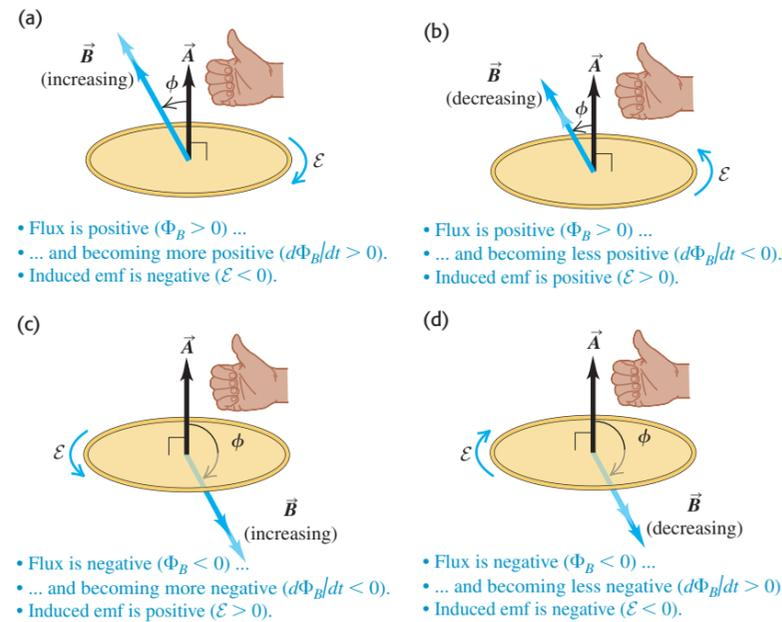 (a)
B⃗
(increasing)
ϕ
A⃗
ℰ
• Flux is positive (Φ_B > 0) ...
• ... and becoming more positive (dΦ_B/dt > 0).
• Induced emf is negative (ℰ < 0).
(b)
B⃗
(decreasing)
ϕ
A⃗
ℰ
• Flux is positive (Φ_B > 0) ...
• ... and becoming less positive (dΦ_B/dt < 0).
• Induced emf is positive (ℰ > 0).
(c)
A⃗
ϕ
ℰ
B⃗
(increasing)
• Flux is negative (Φ_B < 0) ...
• ... and becoming more negative (dΦ_B/dt < 0).
• Induced emf is positive (ℰ > 0).
(d)
A⃗
ϕ
ℰ
B⃗
(decreasing)
• Flux is negative (Φ_B < 0) ...
• ... and becoming less negative (dΦ_B/dt > 0)
• Induced emf is negative (ℰ < 0).